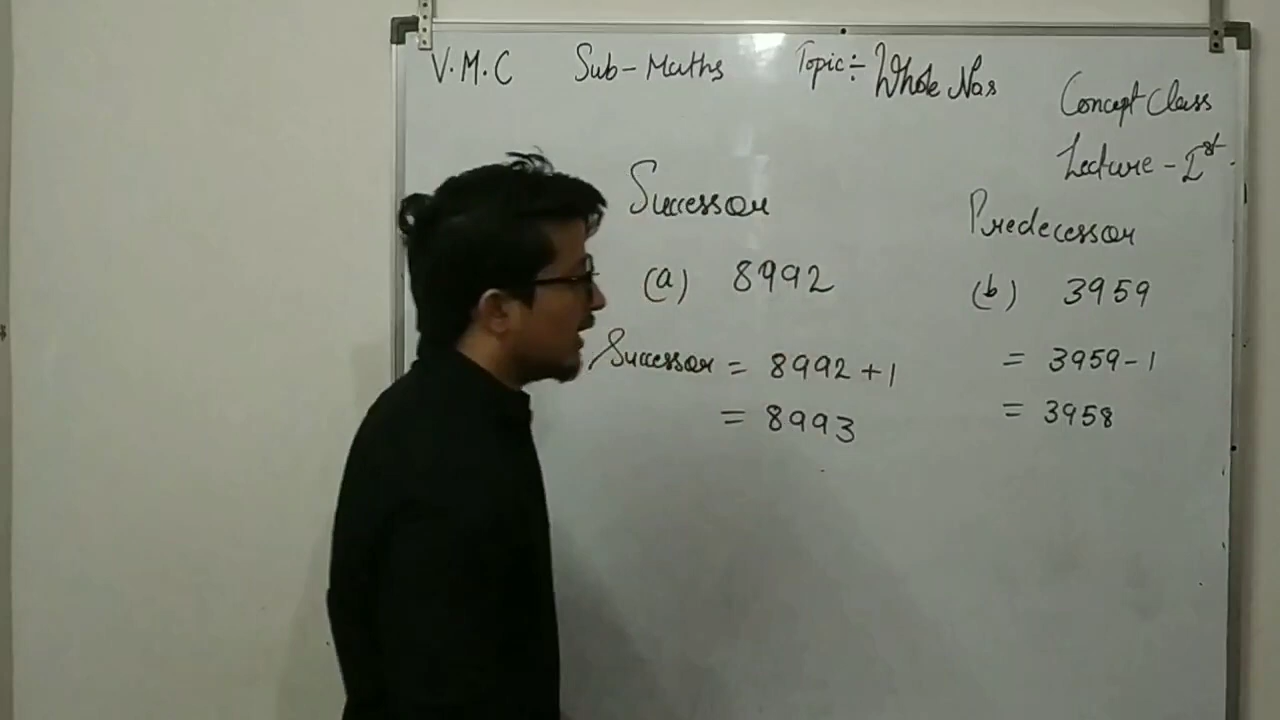 V.M.C Sub-Maths Topic:- Whole Nos
Concept Class
Lecture - Ist.
Successor
(a) 8992
Successor = 8992+1
= 8993
Predecessor
(b) 3959
= 3959-1
= 3958